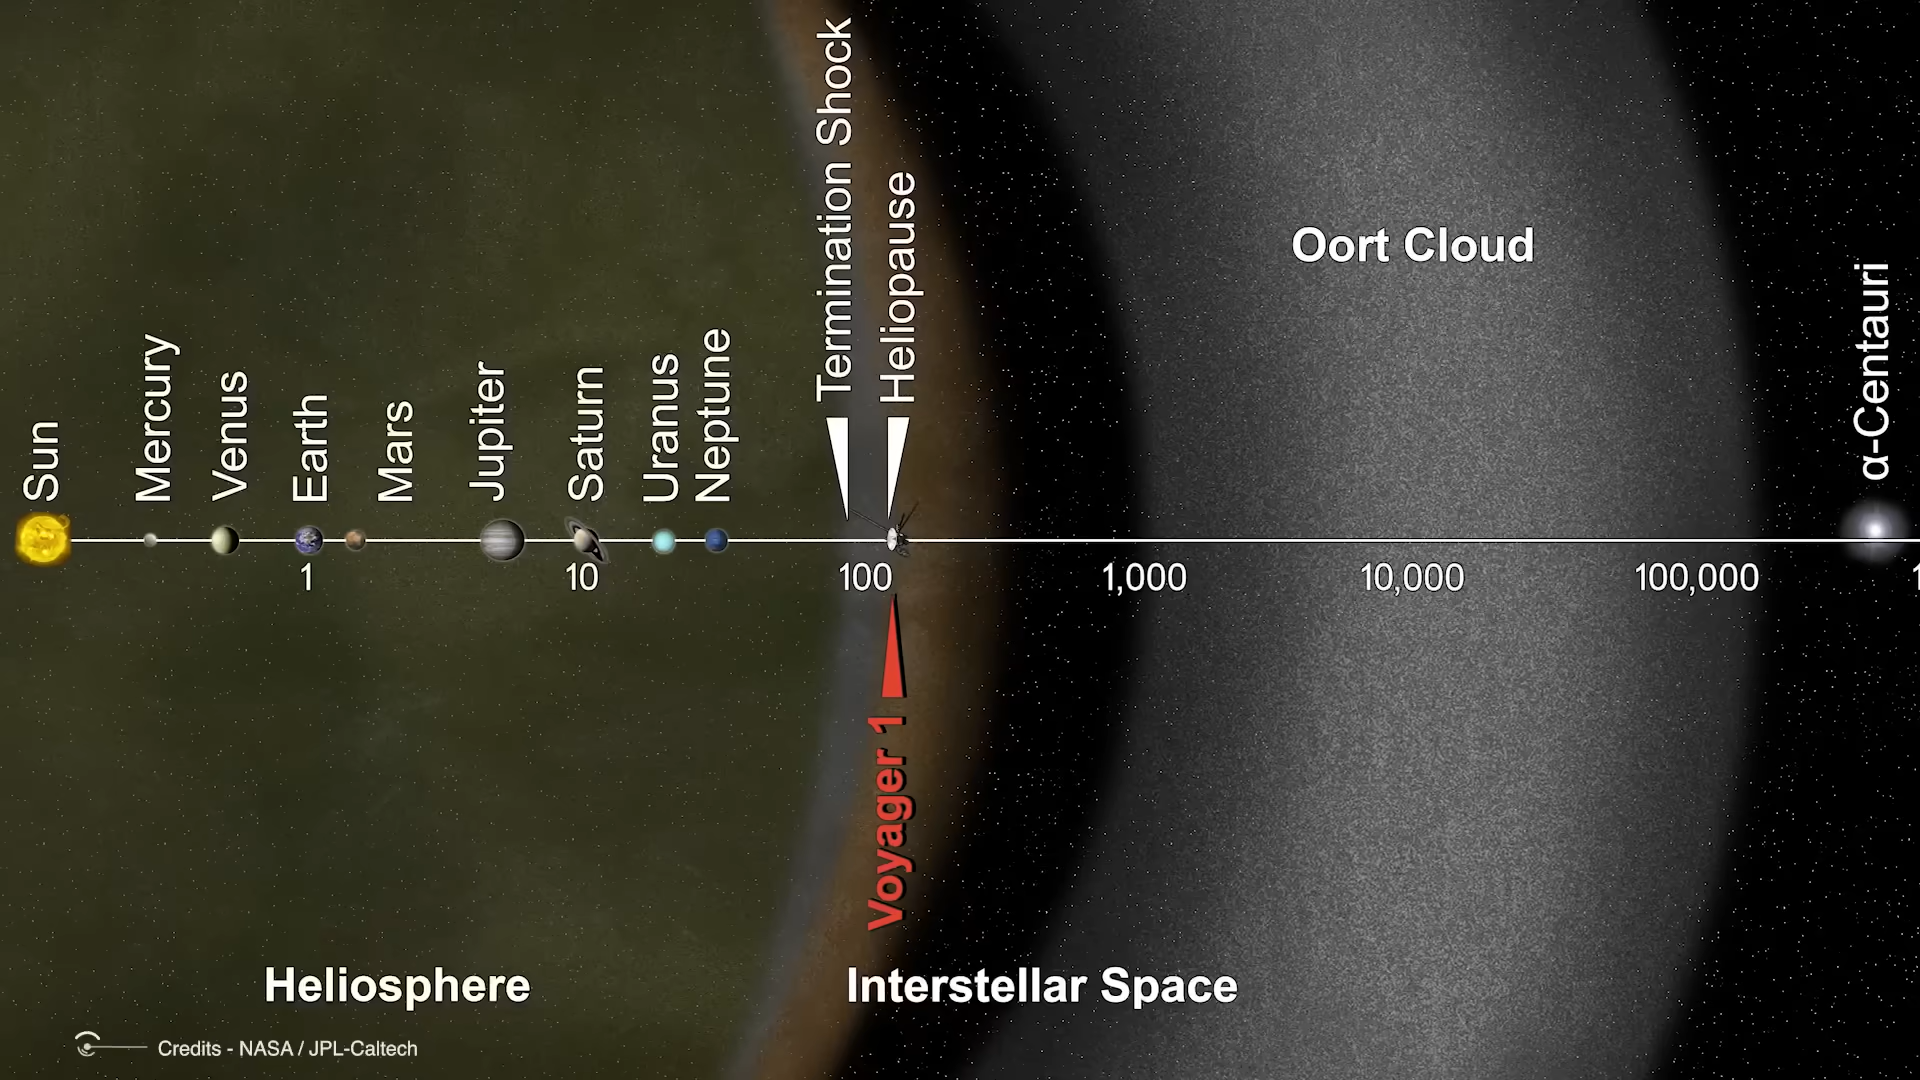 Sun
Mercury
Venus
Earth
Mars
Jupiter
Saturn
Uranus
Neptune
Termination Shock
Heliopause
Oort Cloud
α-Centauri
1
10
100
1,000
10,000
100,000
Voyager 1
Heliosphere
Interstellar Space
Credits - NASA / JPL-Caltech